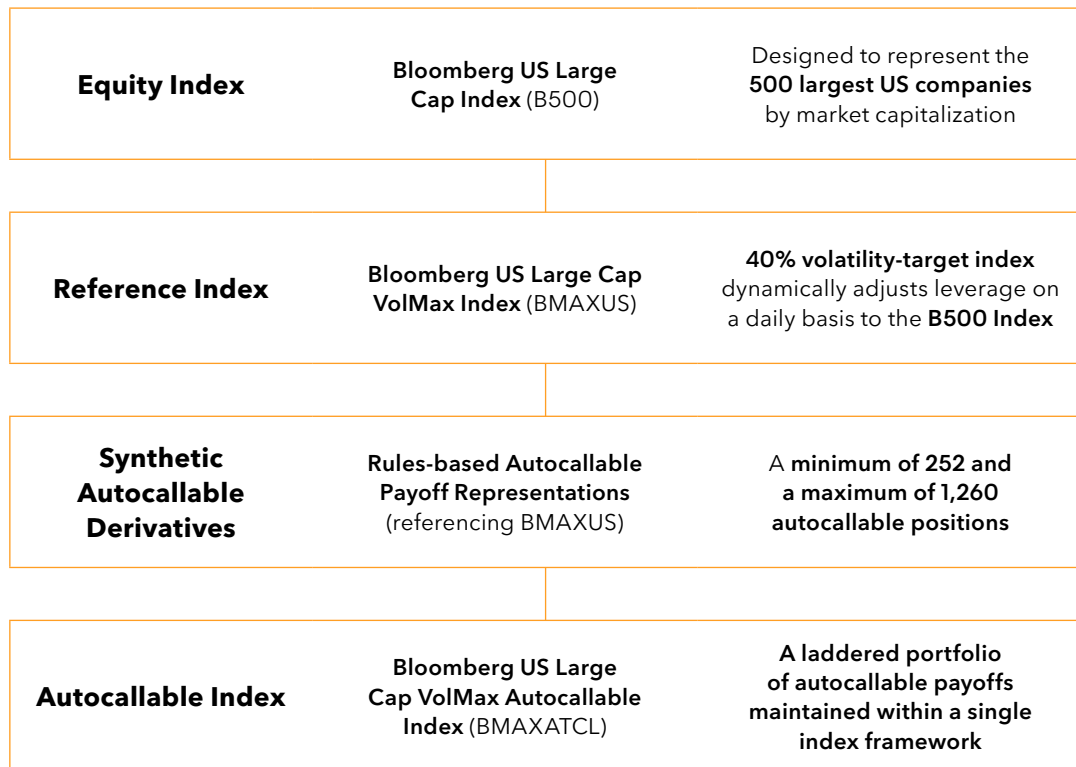 Equity Index
Bloomberg US Large
Cap Index (B500)
Designed to represent the
500 largest US companies
by market capitalization
Reference Index
Bloomberg US Large Cap
VolMax Index (BMAXUS)
40% volatility-target index
dynamically adjusts leverage on
a daily basis to the B500 Index
Synthetic
Autocallable
Derivatives
Rules-based Autocallable
Payoff Representations
(referencing BMAXUS)
A minimum of 252 and
a maximum of 1,260
autocallable positions
Autocallable Index
Bloomberg US Large
Cap VolMax Autocallable
Index (BMAXATCL)
A laddered portfolio
of autocallable payoffs
maintained within a single
index framework